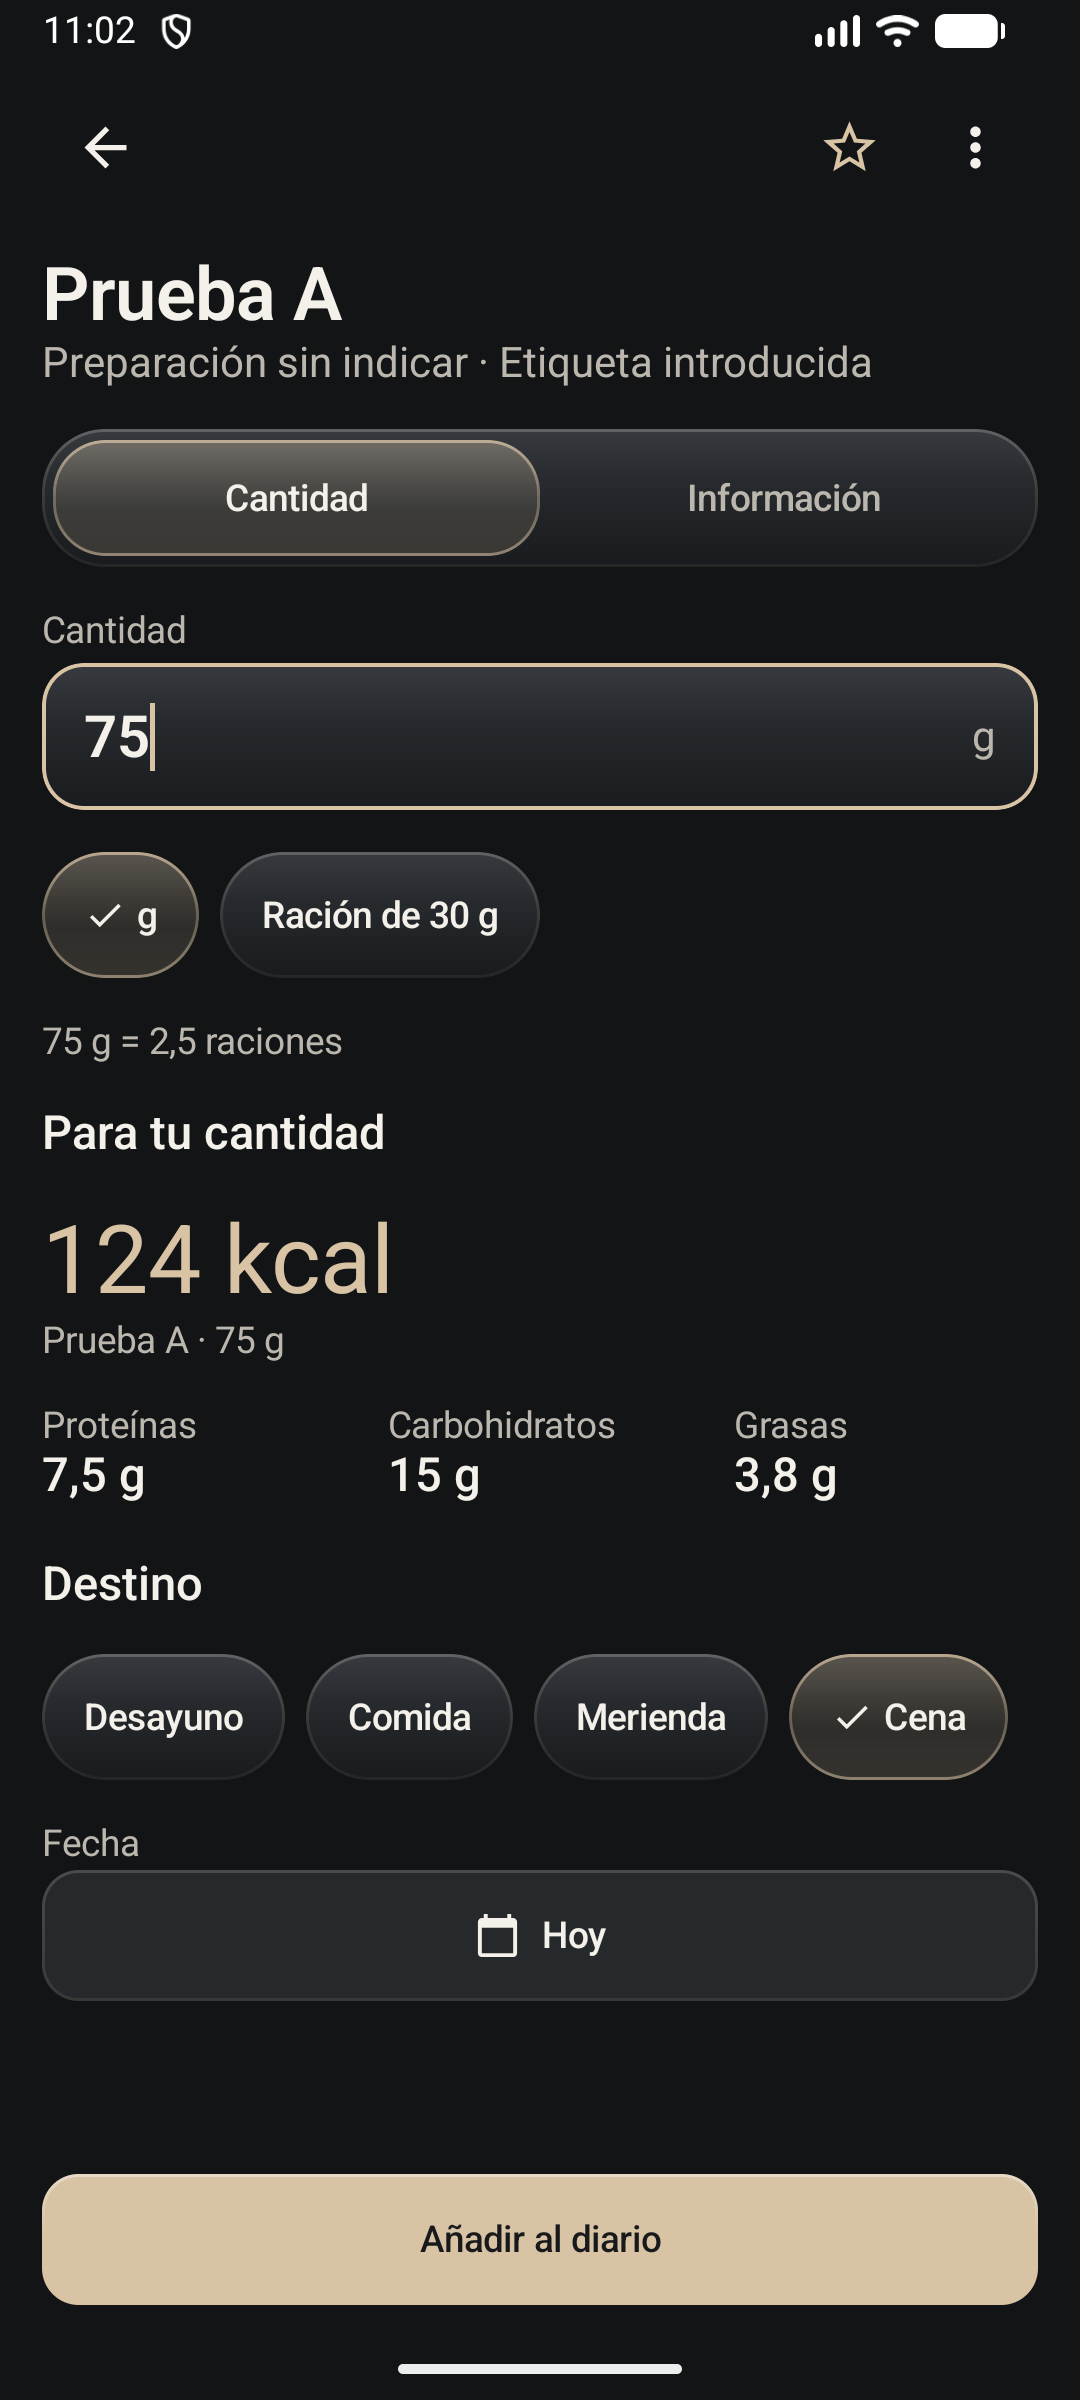 11:02
Prueba A
Preparación sin indicar · Etiqueta introducida
Cantidad
Información
Cantidad
75
g
g
Ración de 30 g
75 g = 2,5 raciones
Para tu cantidad
124 kcal
Prueba A · 75 g
Proteínas
Carbohidratos
Grasas
7,5 g
15 g
3,8 g
Destino
Desayuno
Comida
Merienda
Cena
Fecha
Hoy
Añadir al diario